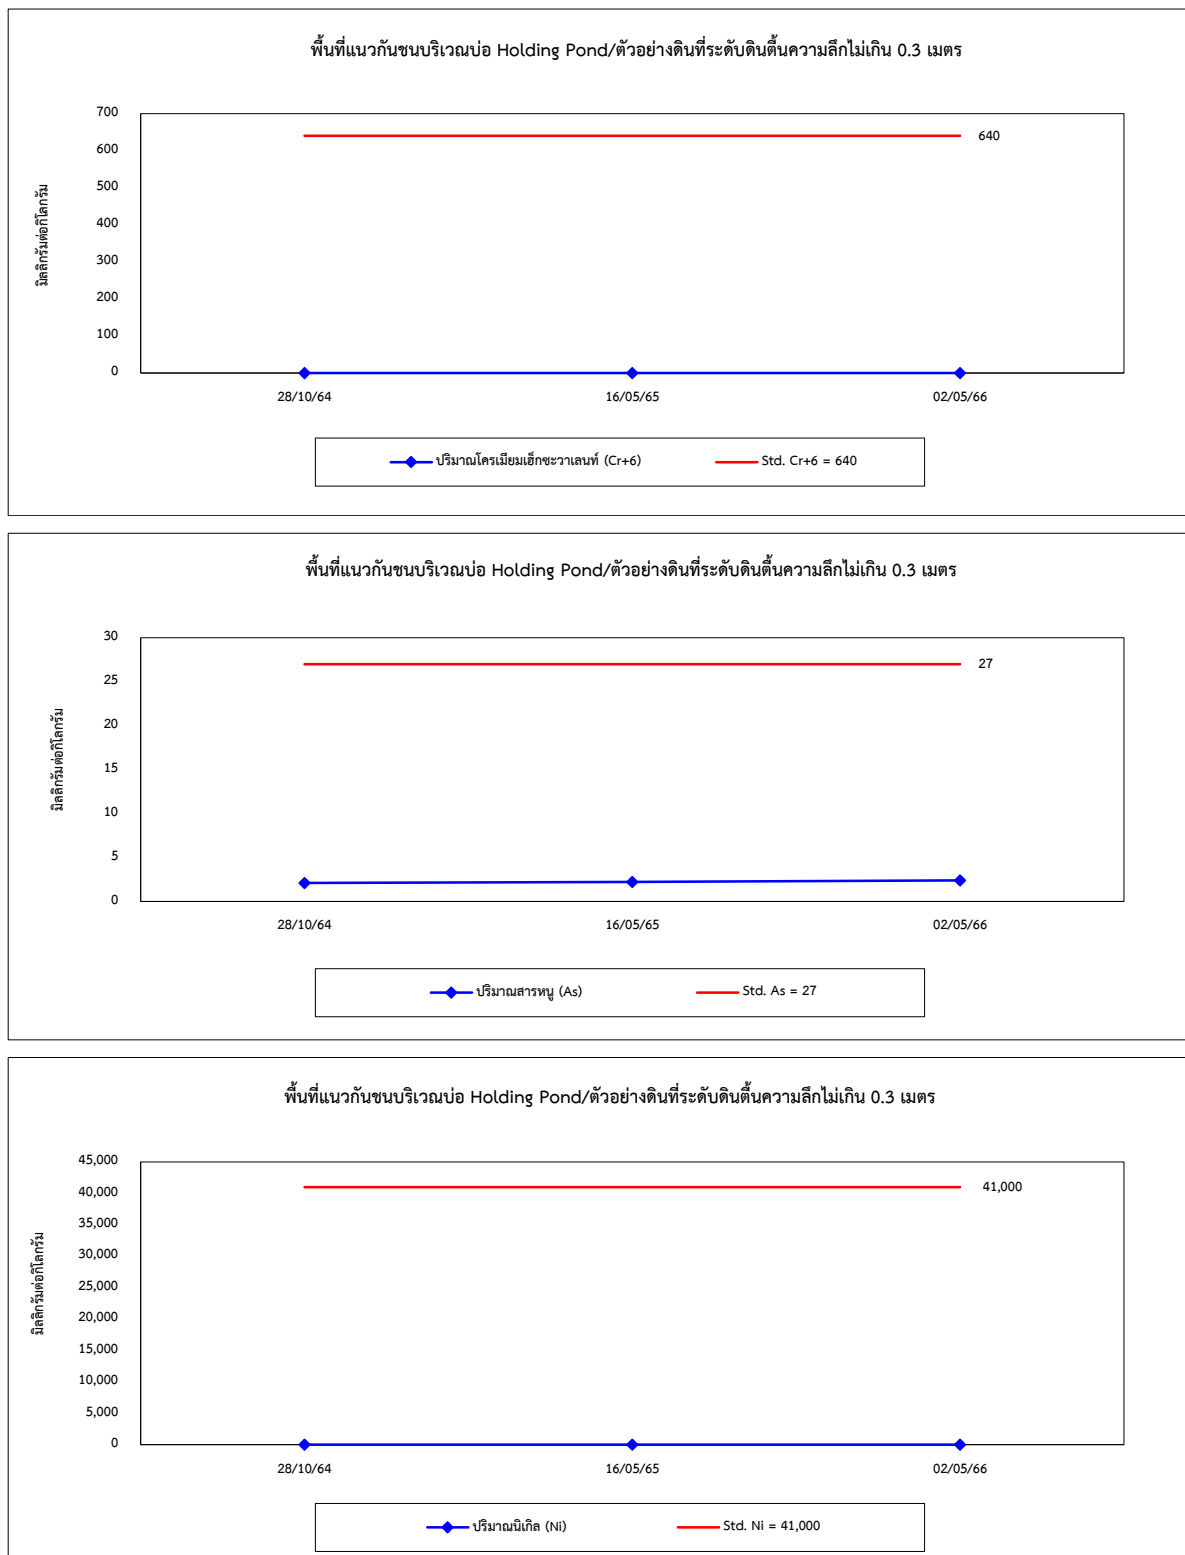 พื้นที่แนวกันชนบริเวณบ่อ Holding Pond/ตัวอย่างดินที่ระดับดินตื้นความลึกไม่เกิน 0.3 เมตร
มิลลิกรัมต่อกิโลกรัม
700
600
500
400
300
200
100
0
640
28/10/64 16/05/65 02/05/66
ปริมาณโครเมียมเฮ็กซะวาเลนท์ (Cr+6) Std. Cr+6 = 640
พื้นที่แนวกันชนบริเวณบ่อ Holding Pond/ตัวอย่างดินที่ระดับดินตื้นความลึกไม่เกิน 0.3 เมตร
มิลลิกรัมต่อกิโลกรัม
30
25
20
15
10
5
0
27
28/10/64 16/05/65 02/05/66
ปริมาณสารหนู (As) Std. As = 27
พื้นที่แนวกันชนบริเวณบ่อ Holding Pond/ตัวอย่างดินที่ระดับดินตื้นความลึกไม่เกิน 0.3 เมตร
มิลลิกรัมต่อกิโลกรัม
45,000
40,000
35,000
30,000
25,000
20,000
15,000
10,000
5,000
0
41,000
28/10/64 16/05/65 02/05/66
ปริมาณนิเกิล (Ni) Std. Ni = 41,000